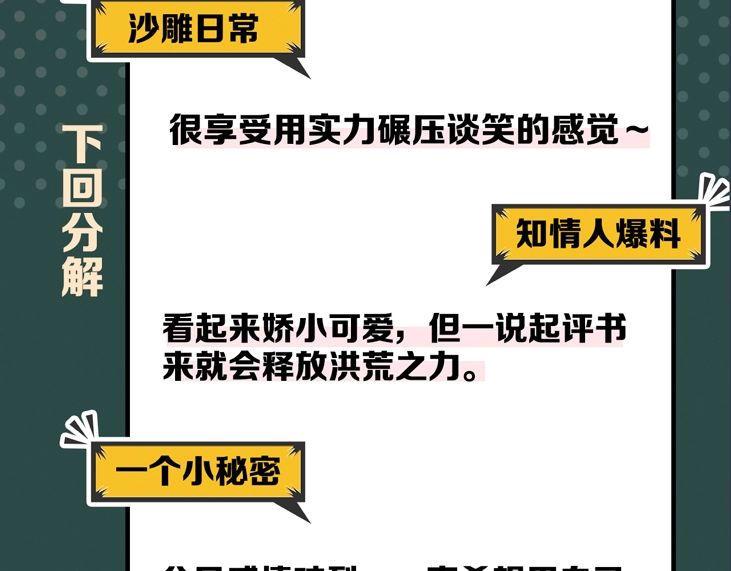 沙雕日常
下回分解
很享受用实力碾压谈笑的感觉～
知情人爆料
看起来娇小可爱，但一说起评书
来就会释放洪荒之力。
一个小秘密